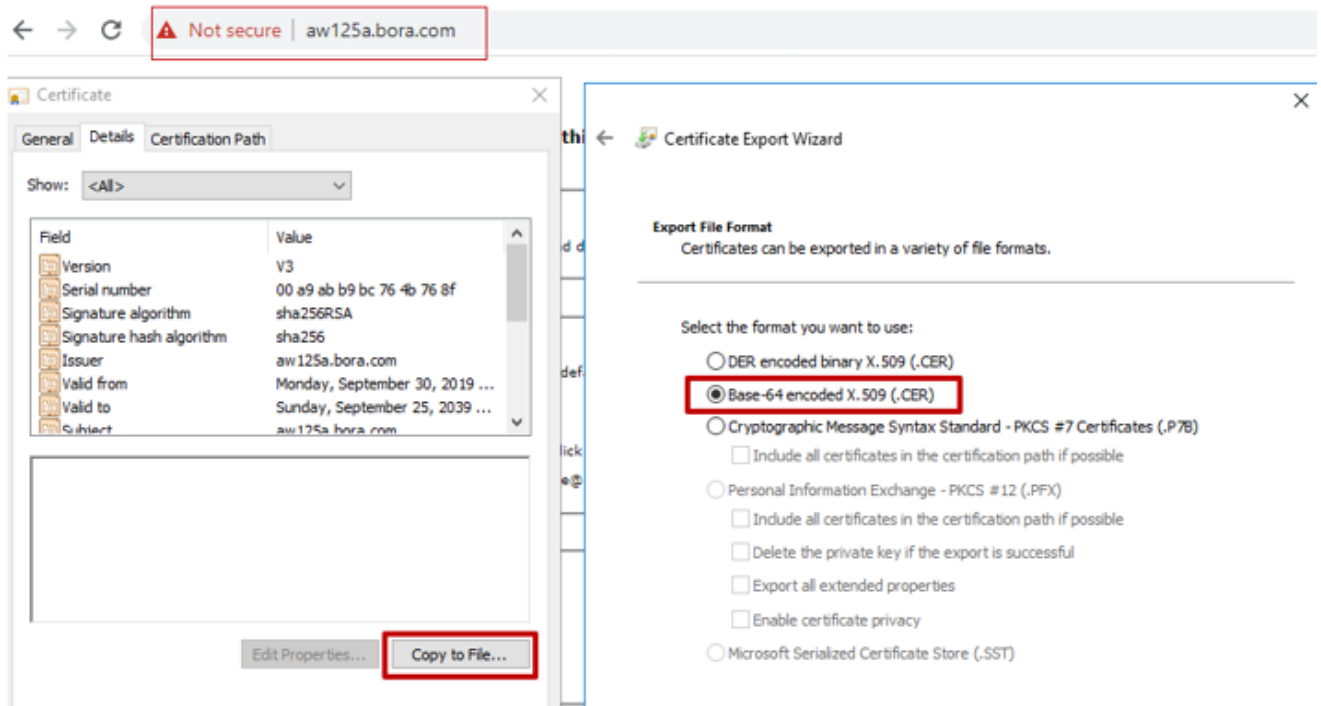 Not secure | aw125a.bora.com
Certificate
General Details Certification Path
Show: <All>
Field Value
Version V3
Serial number 00 a9 ab b9 bc 76 4b 76 8f
Signature algorithm sha256RSA
Signature hash algorithm sha256
Issuer aw125a.bora.com
Valid from Monday, September 30, 2019 ...
Valid to Sunday, September 25, 2039 ...
Subject aw125a.bora.com
Edit Properties... Copy to File...
thi
d d
def
lick
e@
Certificate Export Wizard
Export File Format
Certificates can be exported in a variety of file formats.
Select the format you want to use:
DER encoded binary X.509 (.CER)
Base-64 encoded X.509 (.CER)
Cryptographic Message Syntax Standard - PKCS #7 Certificates (.P7B)
Include all certificates in the certification path if possible
Personal Information Exchange - PKCS #12 (.PFX)
Include all certificates in the certification path if possible
Delete the private key if the export is successful
Export all extended properties
Enable certificate privacy
Microsoft Serialized Certificate Store (.SST)